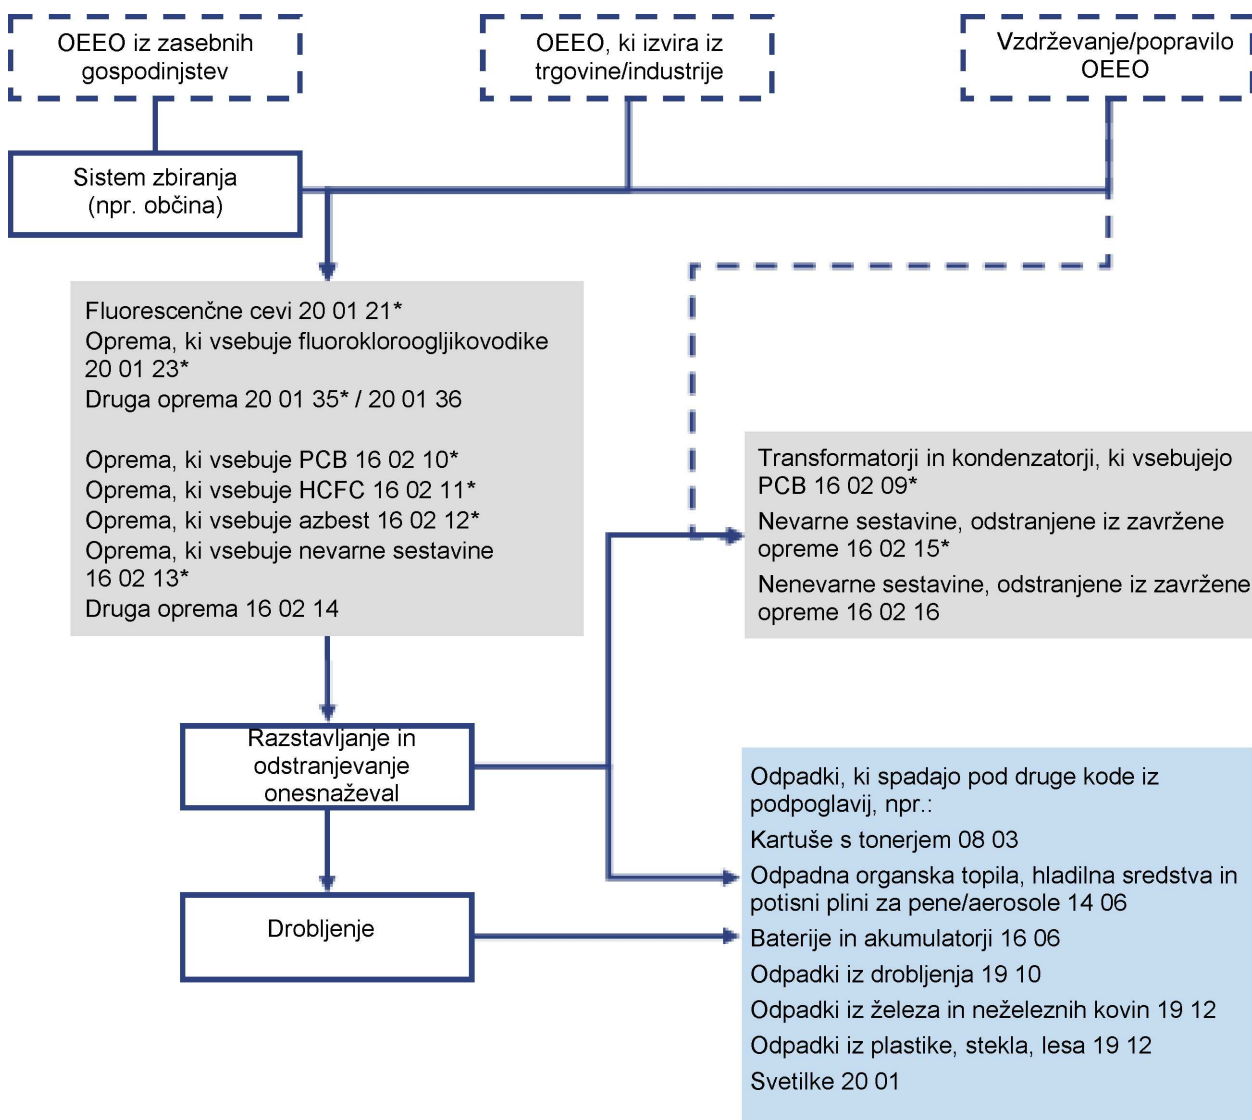 OEEO iz zasebnih
gospodinjstev
OEEO, ki izvira iz
trgovine/industrije
Vzdrževanje/popravilo
OEEO
Sistem zbiranja
(npr. občina)
Fluorescenčne cevi 20 01 21*
Oprema, ki vsebuje fluorokloroogljikovodike
20 01 23*
Druga oprema 20 01 35* / 20 01 36
Oprema, ki vsebuje PCB 16 02 10*
Oprema, ki vsebuje HCFC 16 02 11*
Oprema, ki vsebuje azbest 16 02 12*
Oprema, ki vsebuje nevarne sestavine
16 02 13*
Druga oprema 16 02 14
Transformatorji in kondenzatorji, ki vsebujejo
PCB 16 02 09*
Nevarne sestavine, odstranjene iz zavržene
opreme 16 02 15*
Nenevarne sestavine, odstranjene iz zavržene
opreme 16 02 16
Razstavljanje in
odstranjevanje
onesnaževal
Drobljenje
Odpadki, ki spadajo pod druge kode iz
podpoglavij, npr.:
Kartuše s tonerjem 08 03
Odpadna organska topila, hladilna sredstva in
potisni plini za pene/aerosole 14 06
Baterije in akumulatorji 16 06
Odpadki iz drobljenja 19 10
Odpadki iz železa in neželeznih kovin 19 12
Odpadki iz plastike, stekla, lesa 19 12
Svetilke 20 01